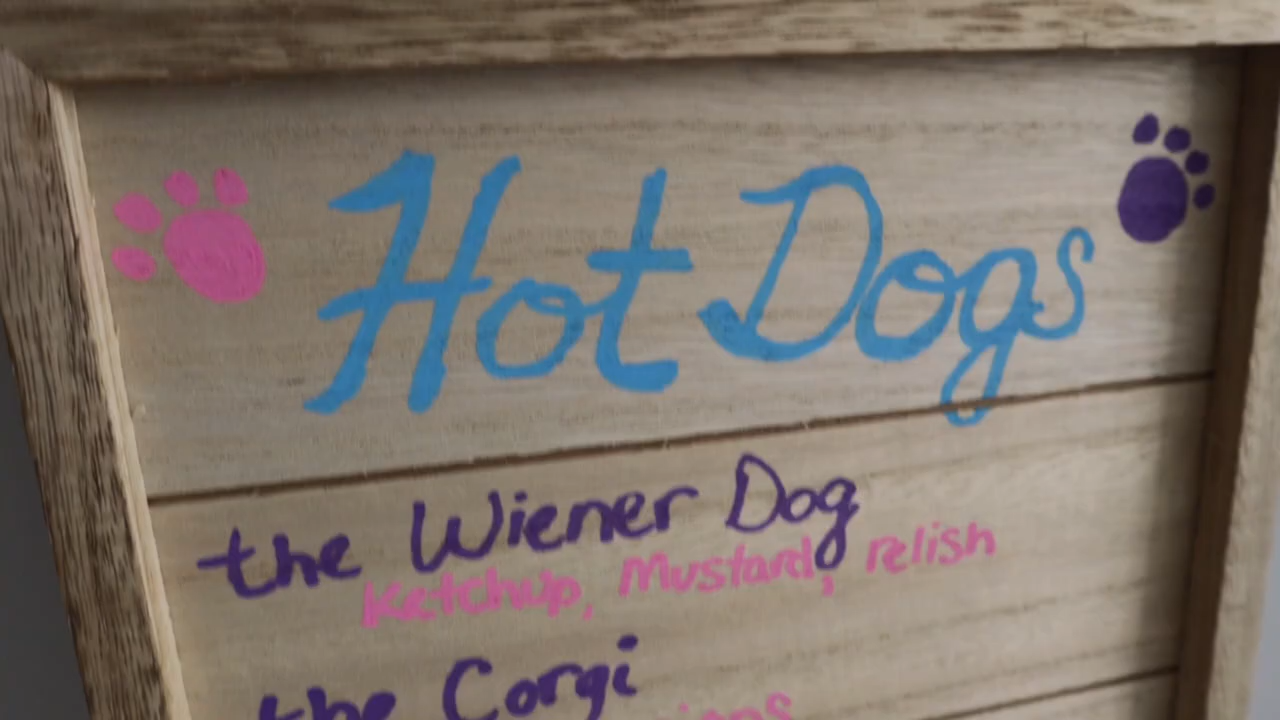 Hot Dogs
the Wiener Dog
Ketchup, Mustard, relish
the Corgi